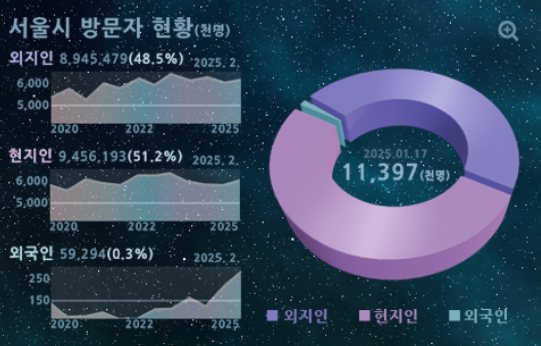 서울시 방문자 현황(천명)
외지인 8,945,479(48.5%) 2025. 2.
6,000
5,000
2020 2022 2025
현지인 9,456,193(51.2%) 2025. 2.
6,000
5,000
2020 2022 2025
외국인 59,294(0.3%) 2025. 2.
250
150
2020 2022 2025
2025.01.17
11,397(천명)
외지인 현지인 외국인